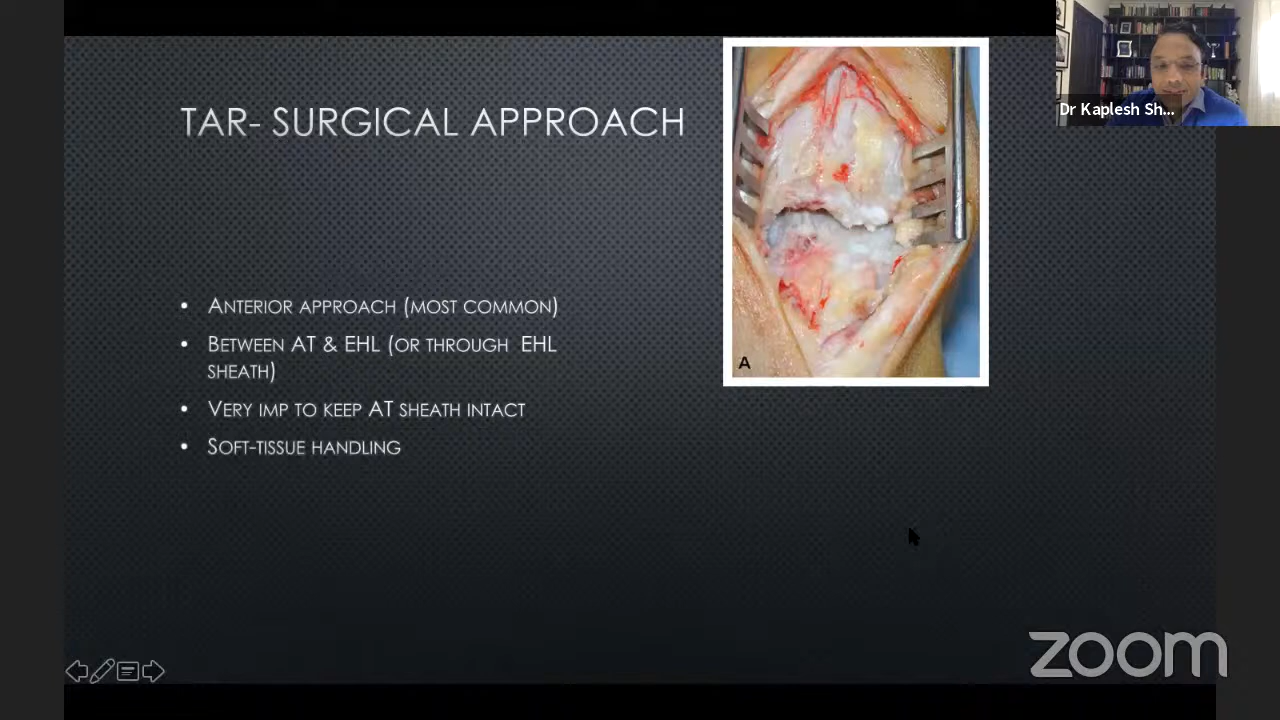 Dr Kaplesh Sh...
TAR- SURGICAL APPROACH
• ANTERIOR APPROACH (MOST COMMON)
• BETWEEN AT & EHL (OR THROUGH EHL
SHEATH)
• VERY IMP TO KEEP AT SHEATH INTACT
• SOFT-TISSUE HANDLING
A
zoom